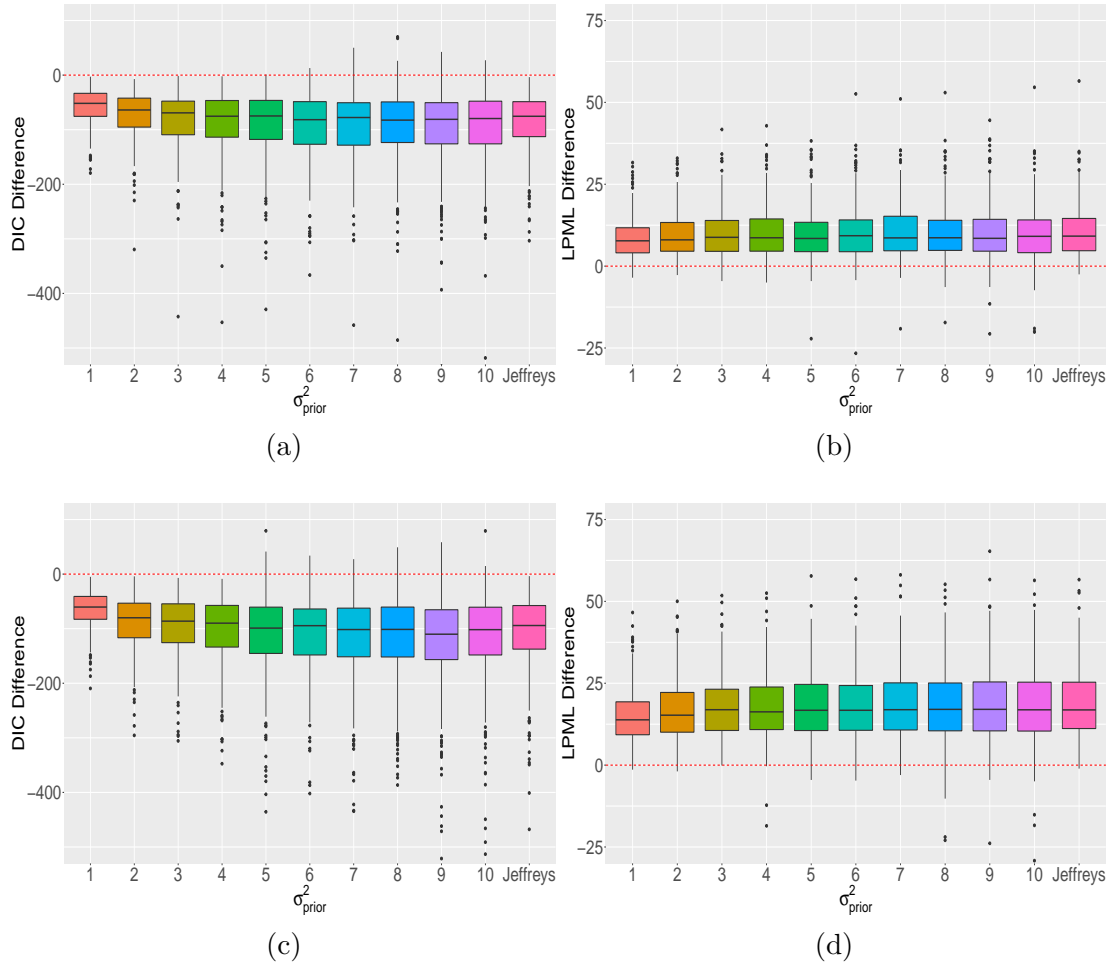 DIC Difference
0
−200
−400
1 2 3 4 5 6 7 8 9 10 Jeffreys
σ²prior
(a)
LPML Difference
75
50
25
0
−25
1 2 3 4 5 6 7 8 9 10 Jeffreys
σ²prior
(b)
DIC Difference
0
−200
−400
1 2 3 4 5 6 7 8 9 10 Jeffreys
σ²prior
(c)
LPML Difference
75
50
25
0
−25
1 2 3 4 5 6 7 8 9 10 Jeffreys
σ²prior
(d)